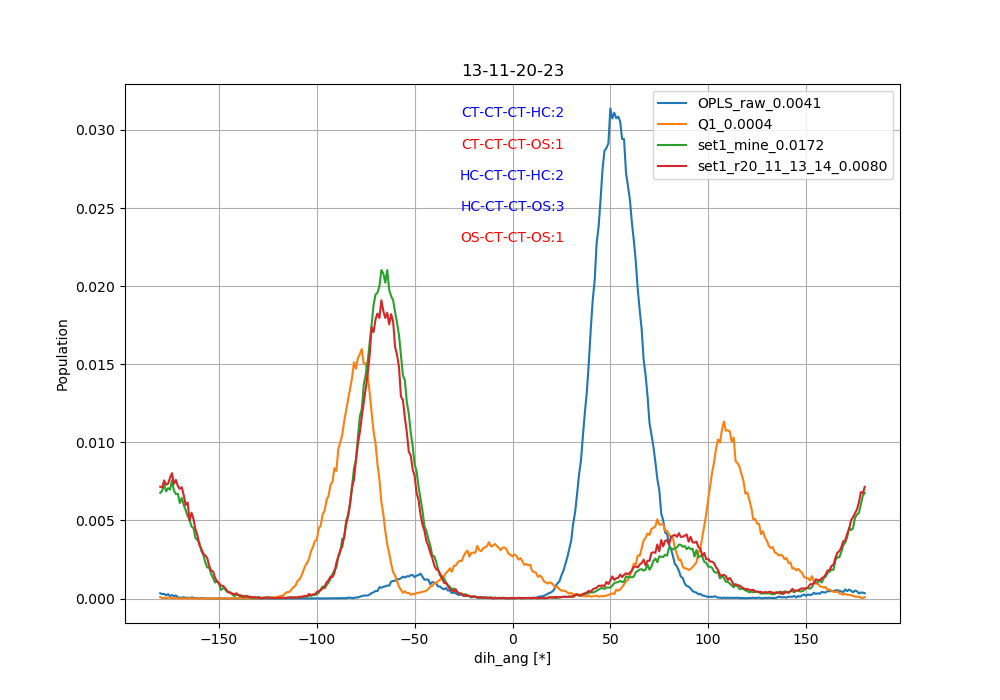 13-11-20-23
CT-CT-CT-HC:2
CT-CT-CT-OS:1
HC-CT-CT-HC:2
HC-CT-CT-OS:3
OS-CT-CT-OS:1
OPLS_raw_0.0041
Q1_0.0004
set1_mine_0.0172
set1_r20_11_13_14_0.0080
0.030
0.025
0.020
0.015
0.010
0.005
0.000
Population
−150
−100
−50
0
50
100
150
dih_ang [*]